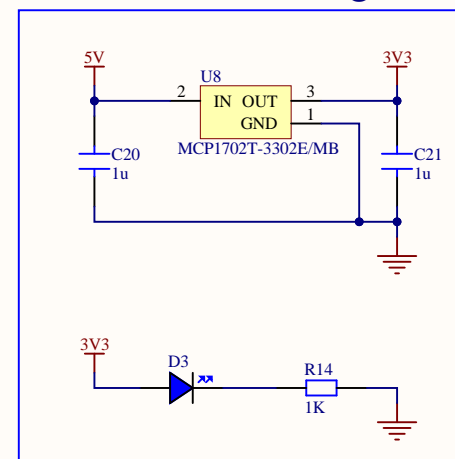 5V
3V3
U8
2
IN OUT
3
GND
1
MCP1702T-3302E/MB
C20
1u
C21
1u
3V3
D3
R14
1K